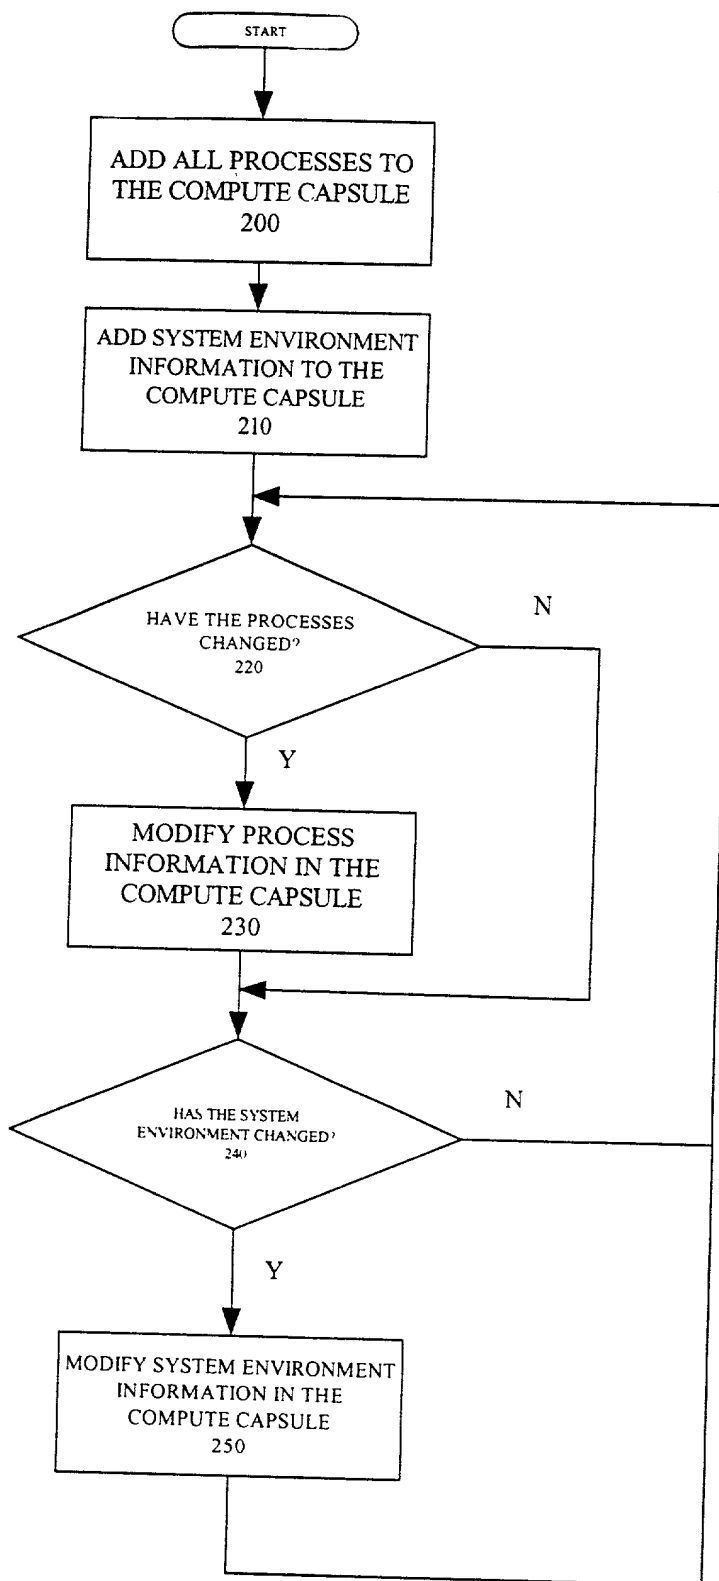 START
ADD ALL PROCESSES TO
THE COMPUTE CAPSULE
200
ADD SYSTEM ENVIRONMENT
INFORMATION TO THE
COMPUTE CAPSULE
210
HAVE THE PROCESSES
CHANGED?
220
N
Y
MODIFY PROCESS
INFORMATION IN THE
COMPUTE CAPSULE
230
HAS THE SYSTEM
ENVIRONMENT CHANGED?
240
N
Y
MODIFY SYSTEM ENVIRONMENT
INFORMATION IN THE
COMPUTE CAPSULE
250